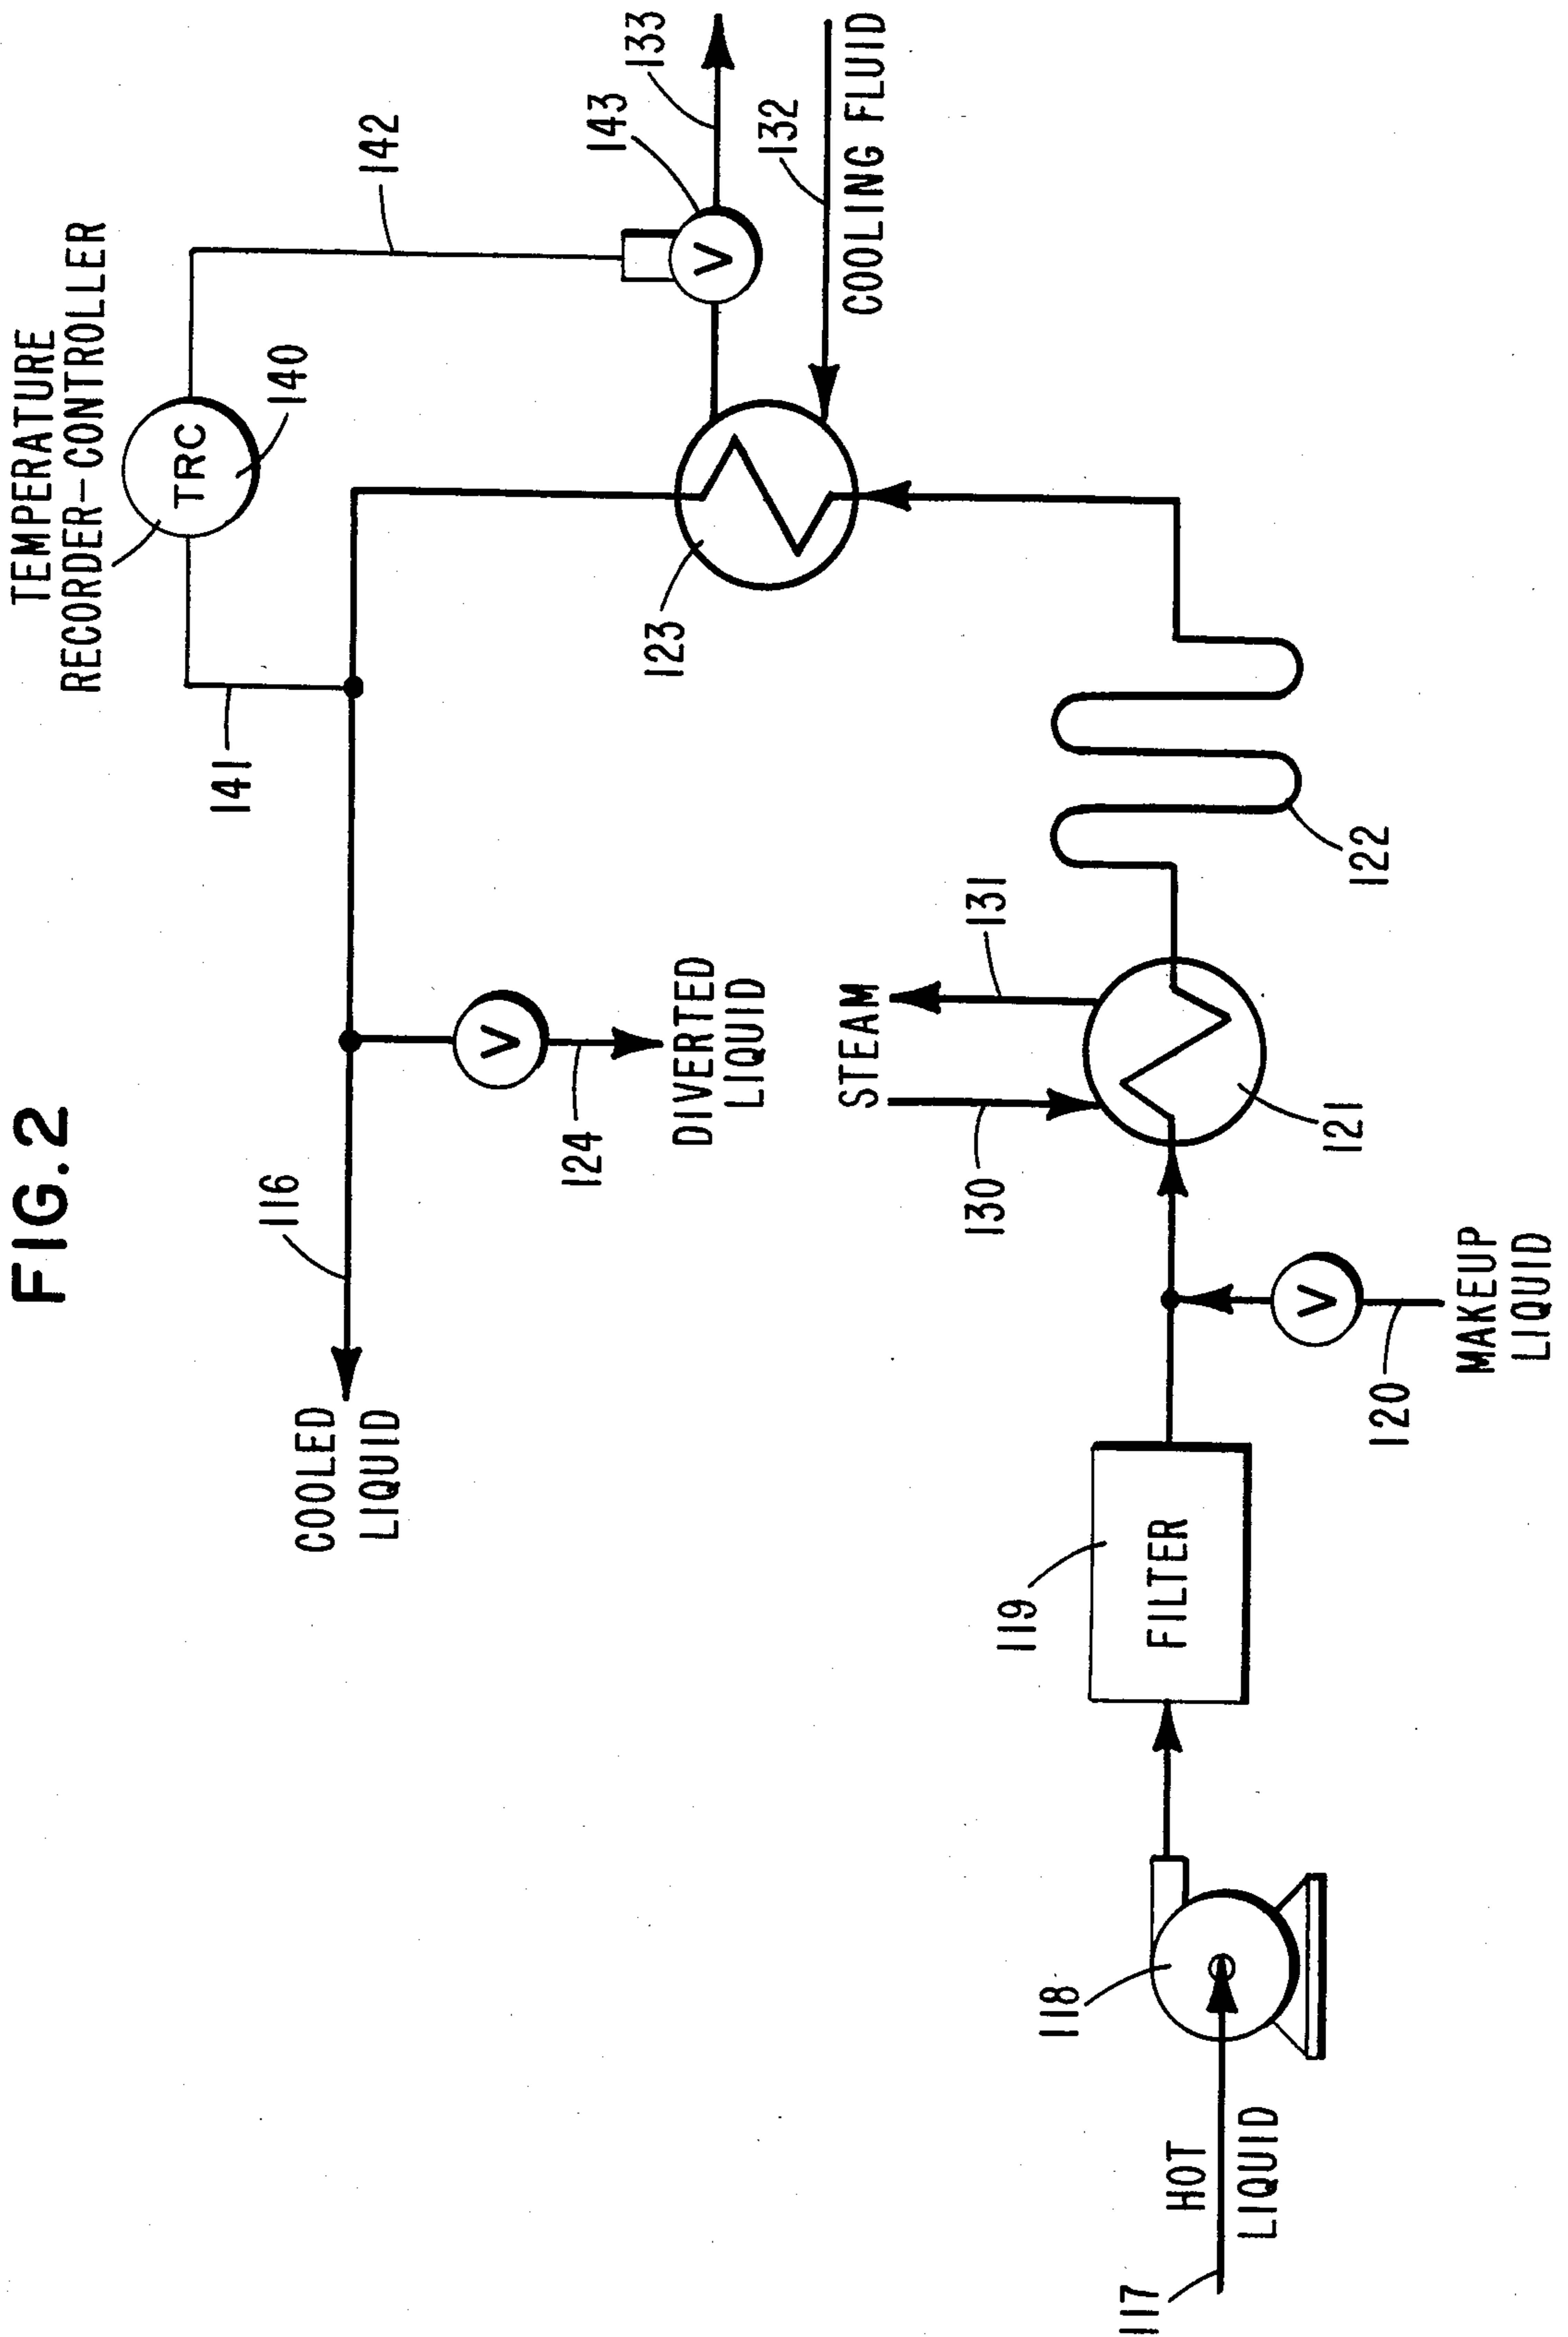 FIG.2
TEMPERATURE
RECORDER-CONTROLLER
TRC
140
141
142
143
133
132
COOLING FLUID
123
116
COOLED
LIQUID
V
V
124
DIVERTED
LIQUID
STEAM
130
131
121
122
119
FILTER
V
120
MAKEUP
LIQUID
118
117
HOT
LIQUID